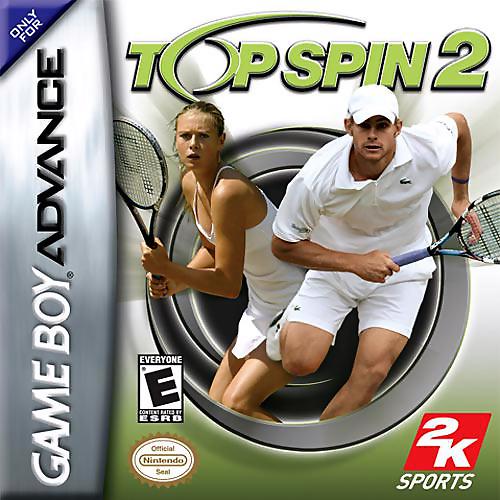 ONLY
FOR
GAME BOY ADVANCE
TOP SPIN 2
EVERYONE
E
CONTENT RATED BY
ESRB
Official
Nintendo
Seal
2K
SPORTS